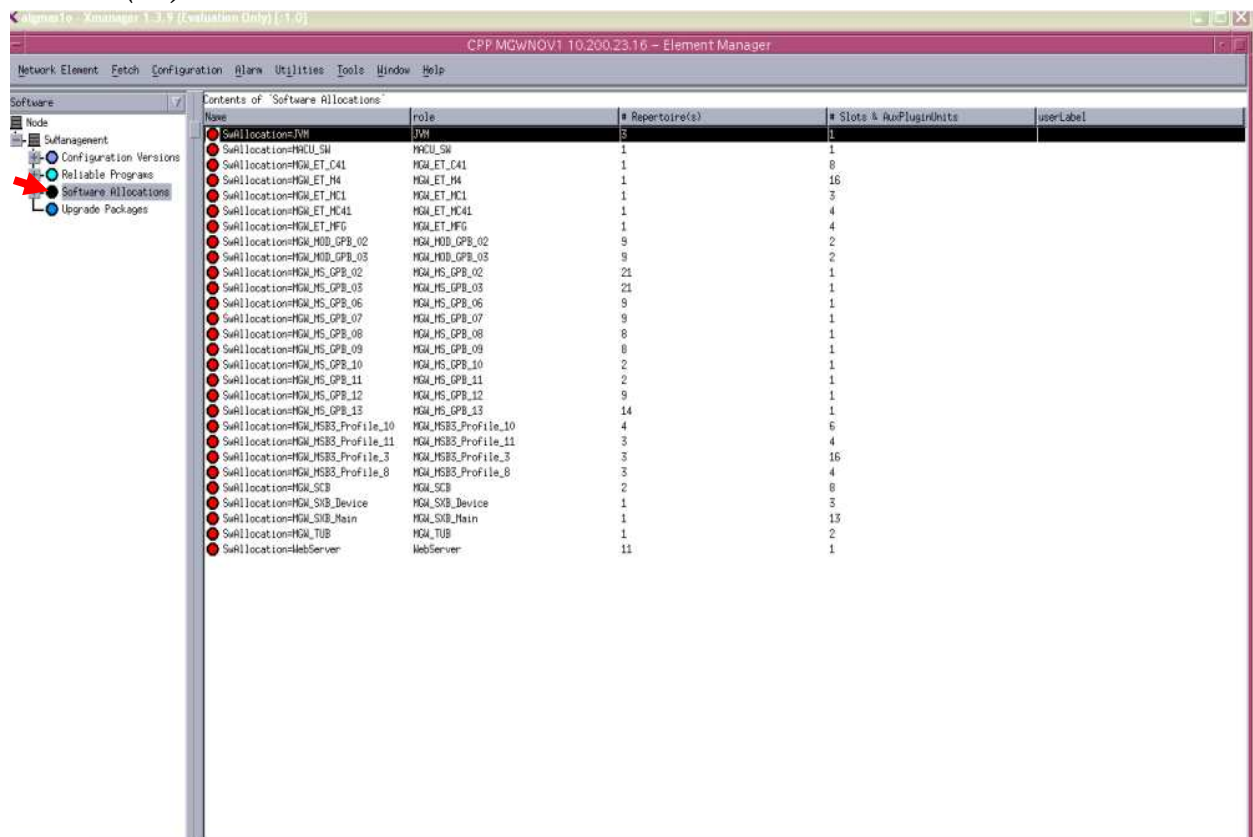 Xmanager 1.3.9 (Evaluation Only) [:1.0]
CPP MGWNOV1 10.200.23.16 – Element Manager
Network Element Fetch Configuration Alarm Utilities Tools Window Help
Software
Node
SwManagement
Configuration Versions
Reliable Programs
Software Allocations
Upgrade Packages
Contents of `Software Allocations`
Name role # Repertoire(s) # Slots & AuxPluginUnits userLabel
SwAllocation=JVM JVM 3 1
SwAllocation=MACU_SW MACU_SW 1 1
SwAllocation=MGW_ET_C41 MGW_ET_C41 1 8
SwAllocation=MGW_ET_M4 MGW_ET_M4 1 16
SwAllocation=MGW_ET_MC1 MGW_ET_MC1 1 3
SwAllocation=MGW_ET_MC41 MGW_ET_MC41 1 4
SwAllocation=MGW_ET_MFG MGW_ET_MFG 1 4
SwAllocation=MGW_MOD_GPB_02 MGW_MOD_GPB_02 9 2
SwAllocation=MGW_MOD_GPB_03 MGW_MOD_GPB_03 9 2
SwAllocation=MGW_MS_GPB_02 MGW_MS_GPB_02 21 1
SwAllocation=MGW_MS_GPB_03 MGW_MS_GPB_03 21 1
SwAllocation=MGW_MS_GPB_06 MGW_MS_GPB_06 9 1
SwAllocation=MGW_MS_GPB_07 MGW_MS_GPB_07 9 1
SwAllocation=MGW_MS_GPB_08 MGW_MS_GPB_08 8 1
SwAllocation=MGW_MS_GPB_09 MGW_MS_GPB_09 8 1
SwAllocation=MGW_MS_GPB_10 MGW_MS_GPB_10 2 1
SwAllocation=MGW_MS_GPB_11 MGW_MS_GPB_11 2 1
SwAllocation=MGW_MS_GPB_12 MGW_MS_GPB_12 9 1
SwAllocation=MGW_MS_GPB_13 MGW_MS_GPB_13 14 1
SwAllocation=MGW_MSB3_Profile_10 MGW_MSB3_Profile_10 4 6
SwAllocation=MGW_MSB3_Profile_11 MGW_MSB3_Profile_11 3 4
SwAllocation=MGW_MSB3_Profile_3 MGW_MSB3_Profile_3 3 16
SwAllocation=MGW_MSB3_Profile_8 MGW_MSB3_Profile_8 3 4
SwAllocation=MGW_SCB MGW_SCB 2 8
SwAllocation=MGW_SXB_Device MGW_SXB_Device 1 3
SwAllocation=MGW_SXB_Main MGW_SXB_Main 1 13
SwAllocation=MGW_TUB MGW_TUB 1 2
SwAllocation=WebServer WebServer 11 1